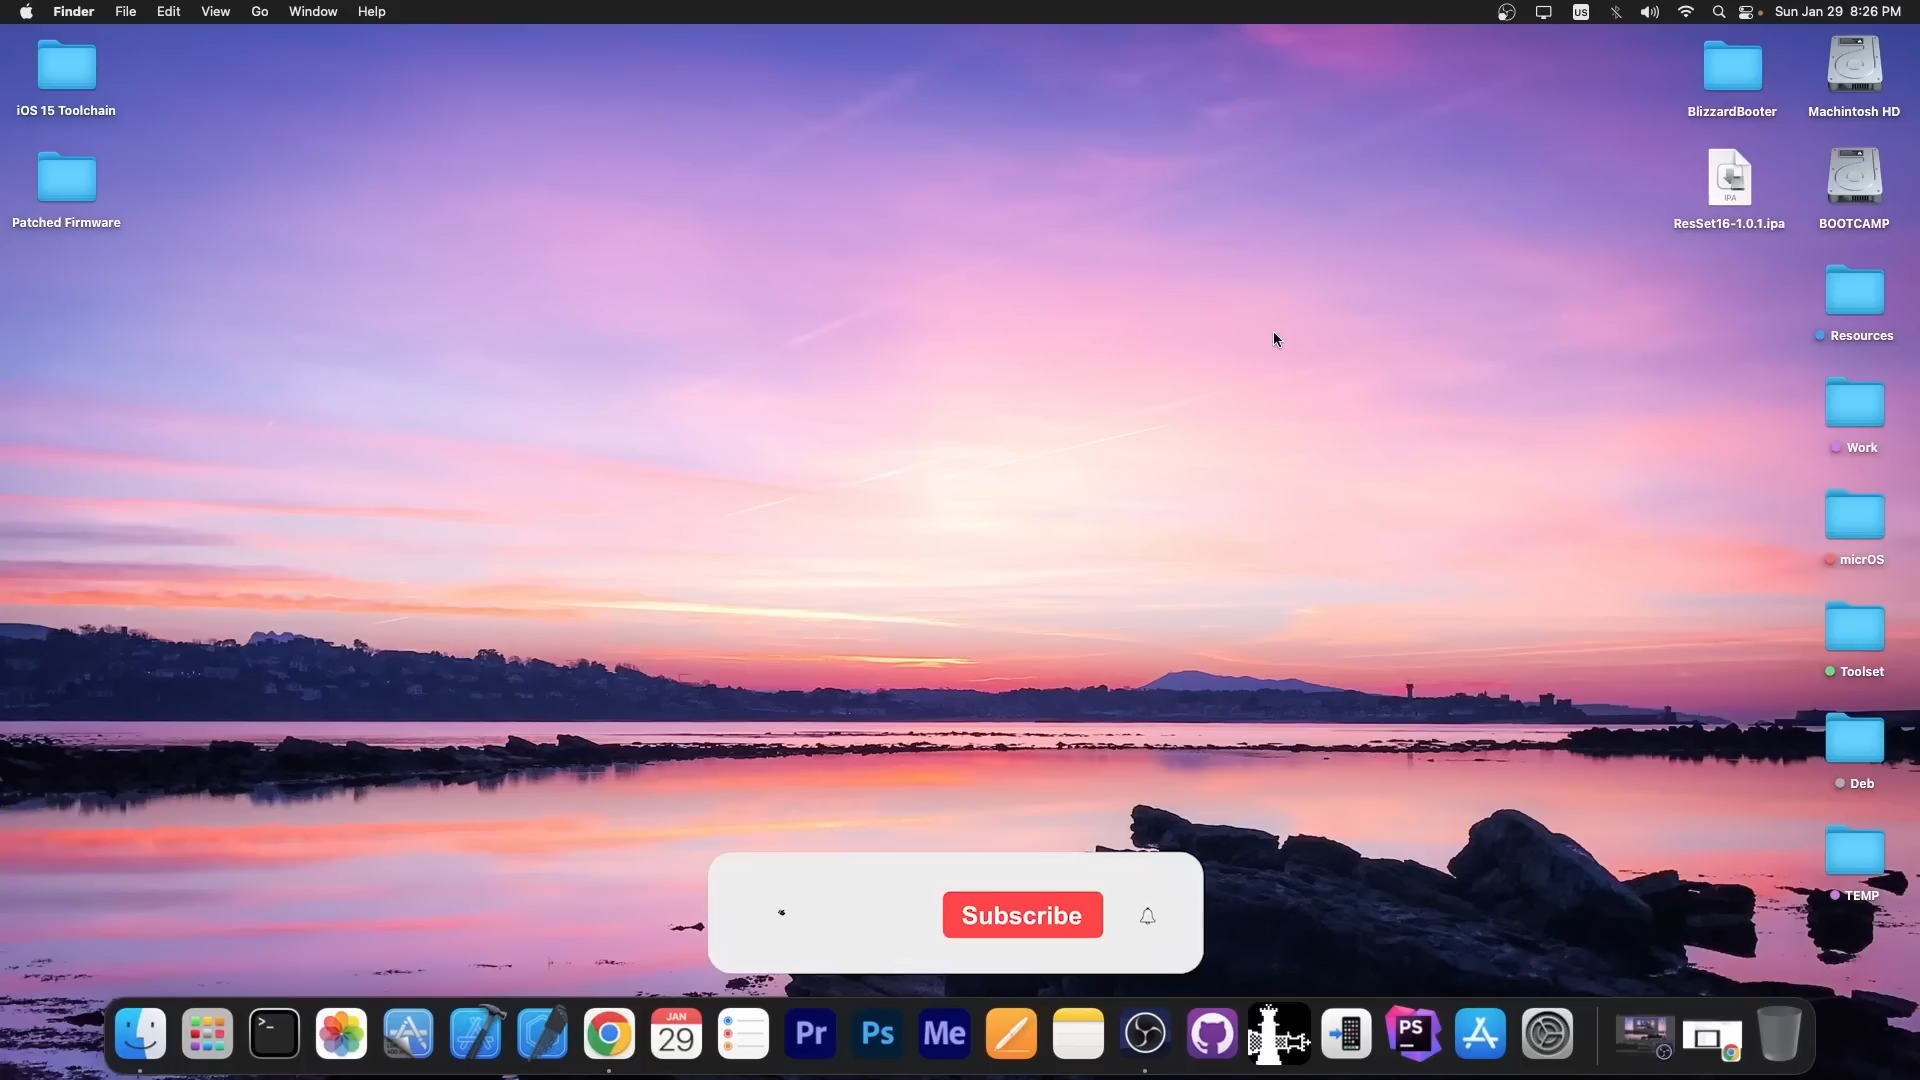 Finder File Edit View Go Window Help
US Sun Jan 29 8:26 PM
iOS 15 Toolchain
Patched Firmware
BlizzardBooter
Machintosh HD
IPA
ResSet16-1.0.1.ipa
BOOTCAMP
Resources
Work
micrOS
Toolset
Deb
TEMP
Subscribe
>_
JAN
29
Pr
Ps
Me
PS